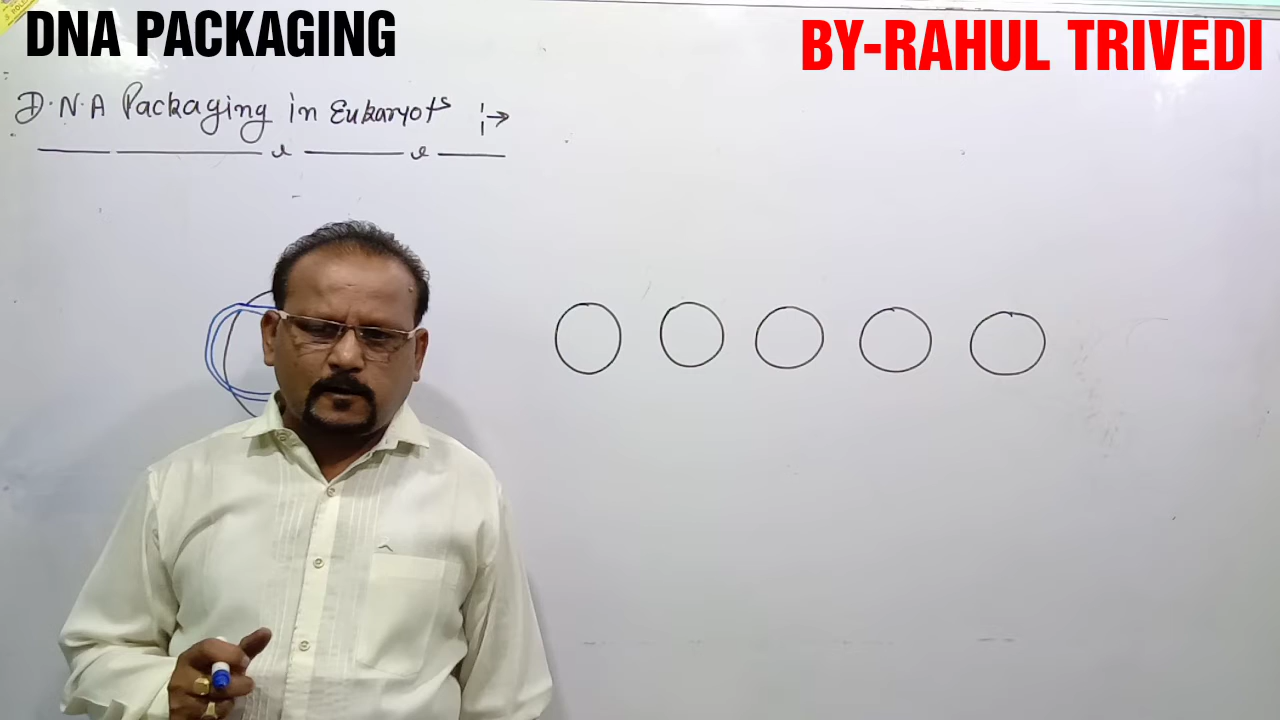 DNA PACKAGING
BY-RAHUL TRIVEDI
D.N.A Packaging in Eukaryots :→